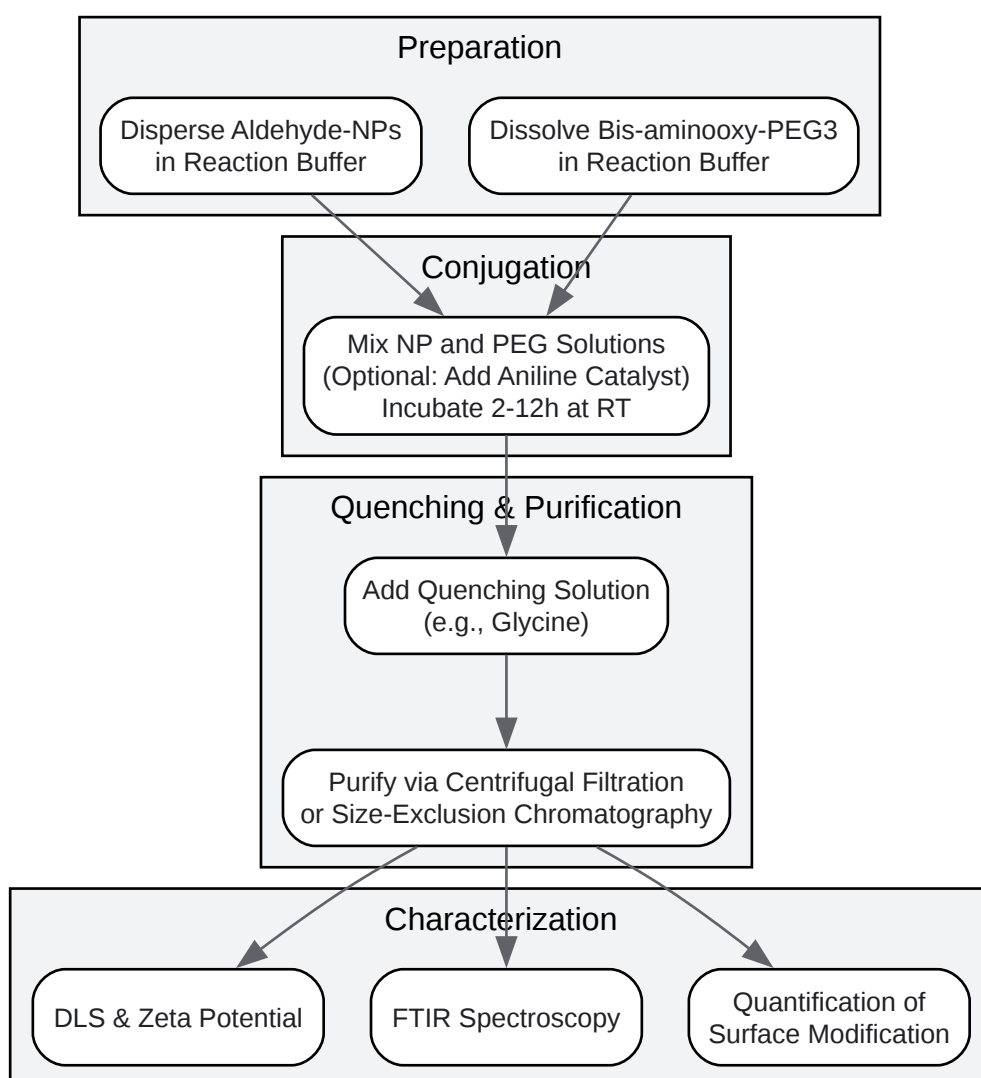 Preparation
Disperse Aldehyde-NPs
in Reaction Buffer
Dissolve Bis-aminooxy-PEG3
in Reaction Buffer
Conjugation
Mix NP and PEG Solutions
(Optional: Add Aniline Catalyst)
Incubate 2-12h at RT
Quenching & Purification
Add Quenching Solution
(e.g., Glycine)
Purify via Centrifugal Filtration
or Size-Exclusion Chromatography
Characterization
DLS & Zeta Potential
FTIR Spectroscopy
Quantification of
Surface Modification